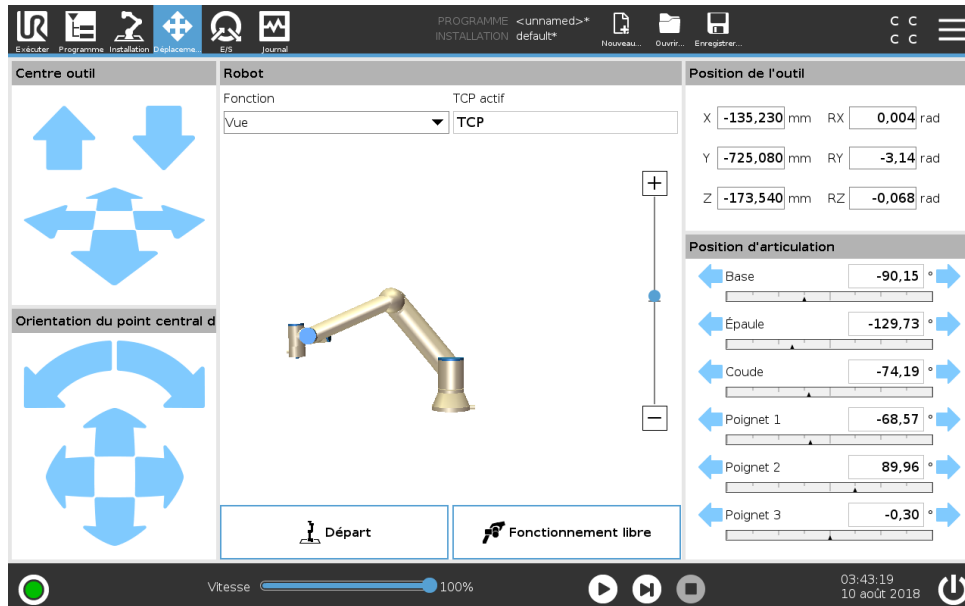 UR
Exécuter Programme Installation Déplaceme... E/S Journal
PROGRAMME <unnamed>*
INSTALLATION default*
Nouveau... Ouvrir... Enregistrer...
C C
C C
Centre outil
Orientation du point central d
Robot
Fonction TCP actif
Vue TCP
+
−
Départ Fonctionnement libre
Position de l'outil
X -135,230 mm RX 0,004 rad
Y -725,080 mm RY -3,14 rad
Z -173,540 mm RZ -0,068 rad
Position d'articulation
Base -90,15 °
Épaule -129,73 °
Coude -74,19 °
Poignet 1 -68,57 °
Poignet 2 89,96 °
Poignet 3 -0,30 °
Vitesse 100%
03:43:19
10 août 2018